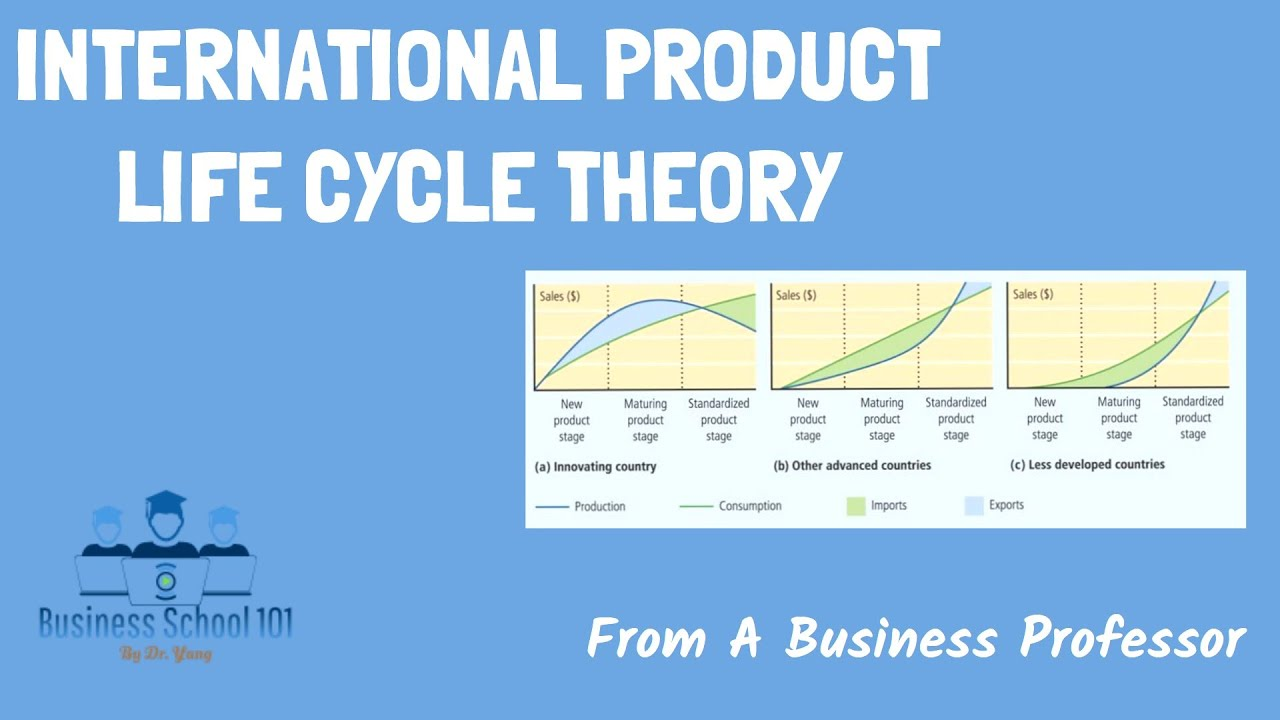 INTERNATIONAL PRODUCT
LIFE CYCLE THEORY
Sales ($)
New
product
stage
Maturing
product
stage
Standardized
product
stage
(a) Innovating country
Sales ($)
New
product
stage
Maturing
product
stage
Standardized
product
stage
(b) Other advanced countries
Sales ($)
New
product
stage
Maturing
product
stage
Standardized
product
stage
(c) Less developed countries
Production
Consumption
Imports
Exports
Business School 101
By Dr. Yang
From A Business Professor